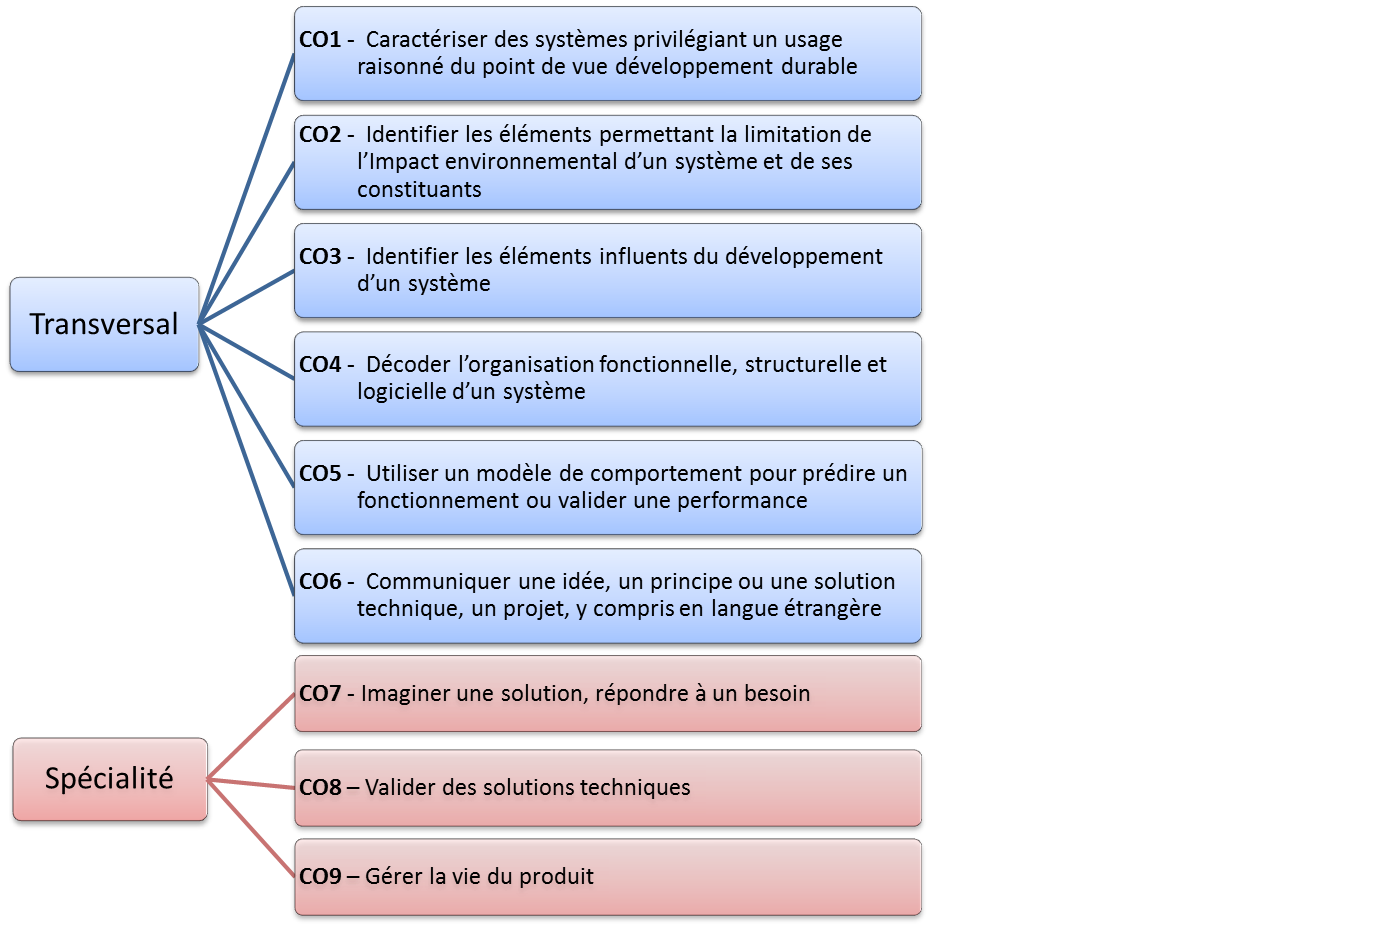 CO1 - Caractériser des systèmes privilégiant un usage
raisonné du point de vue développement durable
CO2 - Identifier les éléments permettant la limitation de
l’Impact environnemental d’un système et de ses
constituants
CO3 - Identifier les éléments influents du développement
d’un système
Transversal
CO4 - Décoder l’organisation fonctionnelle, structurelle et
logicielle d’un système
CO5 - Utiliser un modèle de comportement pour prédire un
fonctionnement ou valider une performance
CO6 - Communiquer une idée, un principe ou une solution
technique, un projet, y compris en langue étrangère
CO7 - Imaginer une solution, répondre à un besoin
Spécialité
CO8 – Valider des solutions techniques
CO9 – Gérer la vie du produit